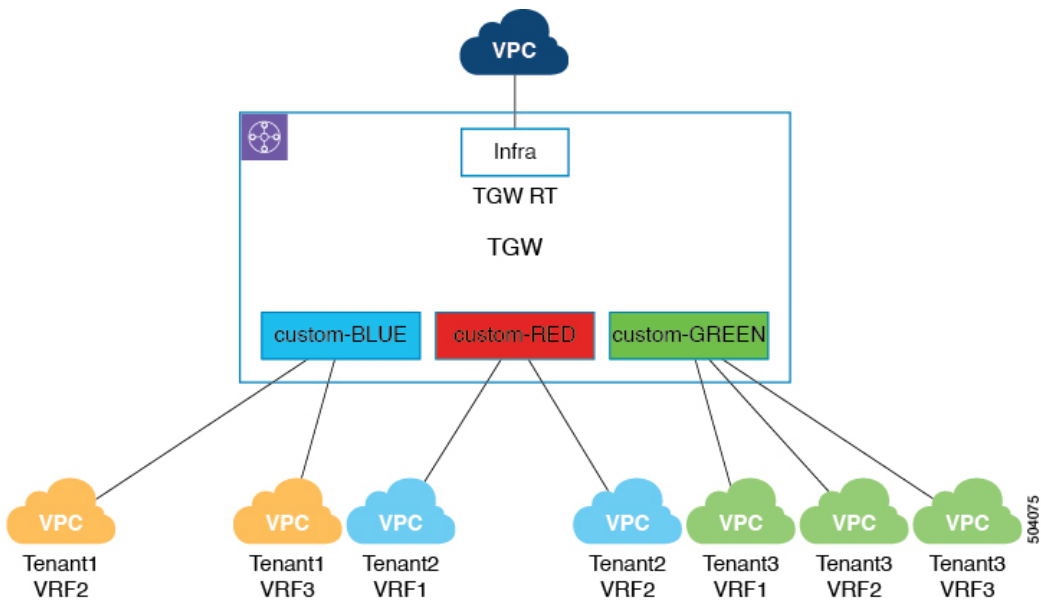 VPC
Infra
TGW RT
TGW
custom-BLUE
custom-RED
custom-GREEN
VPC
Tenant1
VRF2
VPC
Tenant1
VRF3
VPC
Tenant2
VRF1
VPC
Tenant2
VRF2
VPC
Tenant3
VRF1
VPC
Tenant3
VRF2
VPC
Tenant3
VRF3
504075